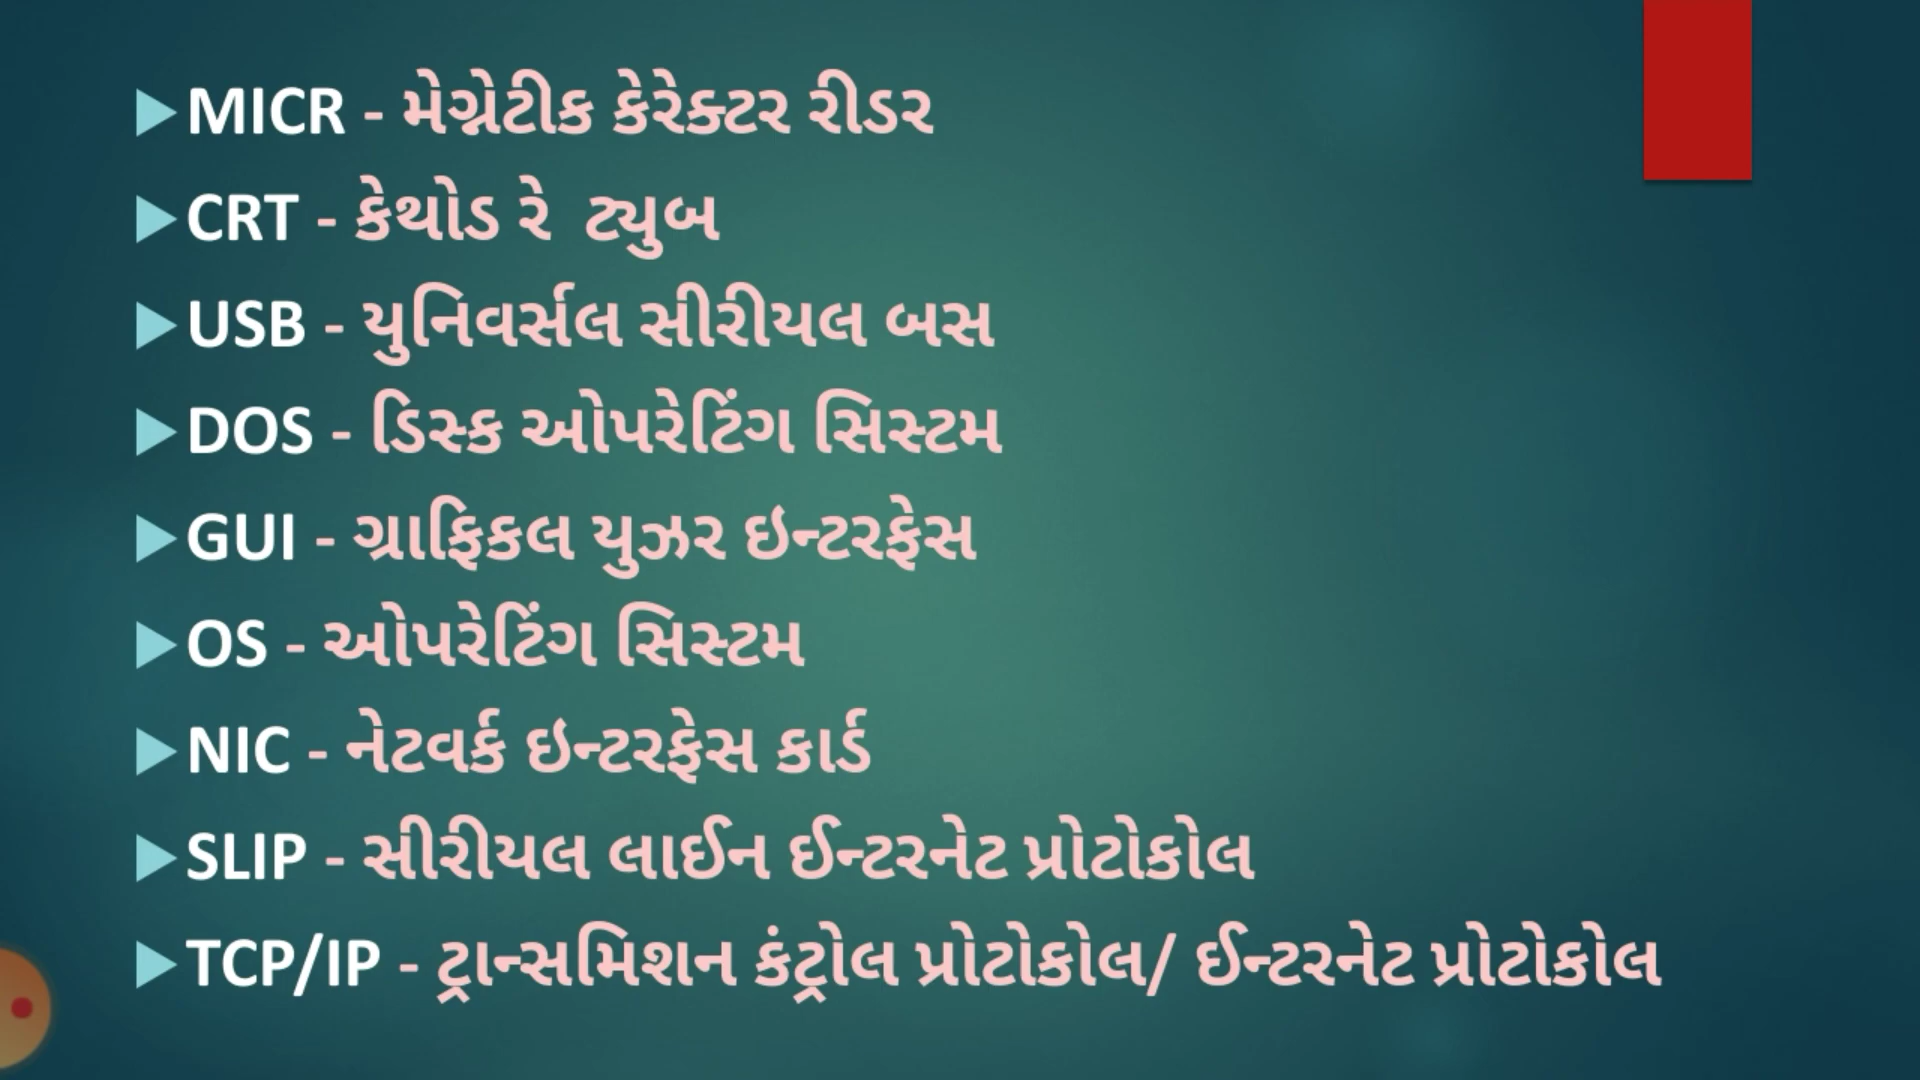 MICR - મેગ્નેટીક કેરેક્ટર રીડર
CRT - કેથોડ રે ટ્યુબ
USB - યુનિવર્સલ સીરીયલ બસ
DOS - ડિસ્ક ઓપરેટિંગ સિસ્ટમ
GUI - ગ્રાફિકલ યુઝર ઇન્ટરફેસ
OS - ઓપરેટિંગ સિસ્ટમ
NIC - નેટવર્ક ઇન્ટરફેસ કાર્ડ
SLIP - સીરીયલ લાઈન ઈન્ટરનેટ પ્રોટોકોલ
TCP/IP - ટ્રાન્સમિશન કંટ્રોલ પ્રોટોકોલ/ ઈન્ટરનેટ પ્રોટોકોલ